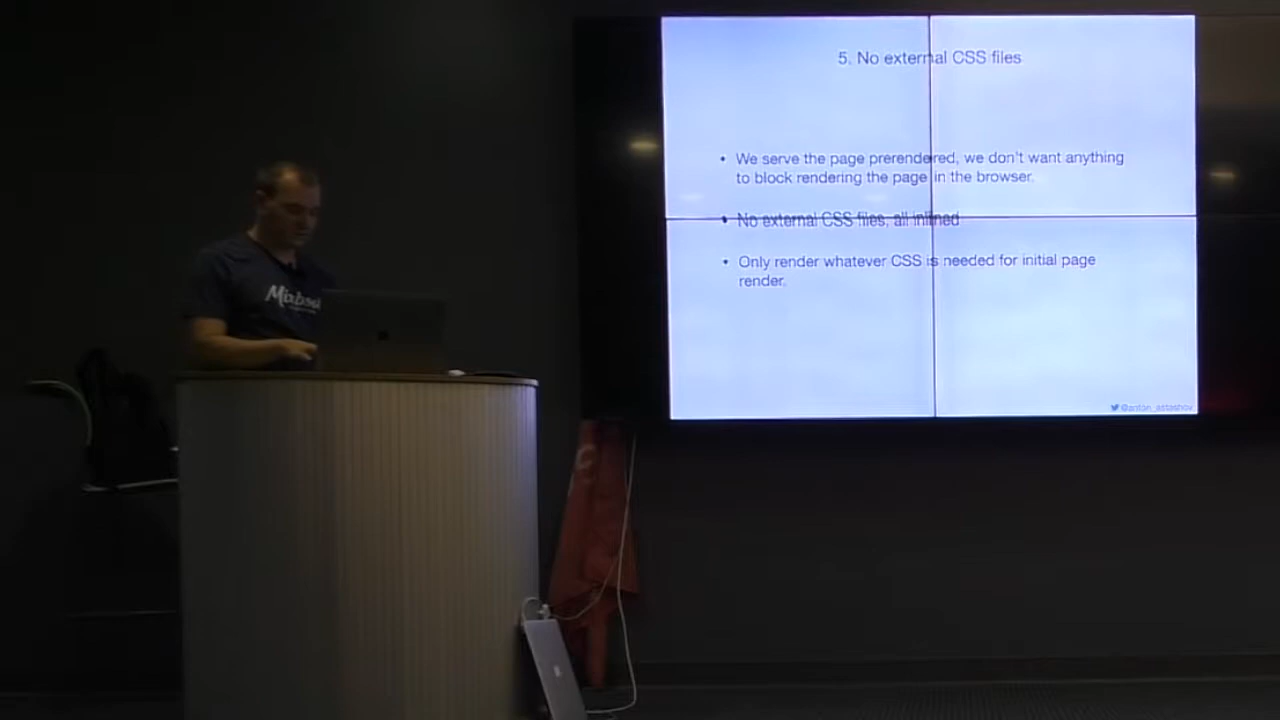 5. No external CSS files
• We serve the page prerendered, we don't want anything
to block rendering the page in the browser.
• No external CSS files, all inlined
• Only render whatever CSS is needed for initial page
render.
@anton_astashov